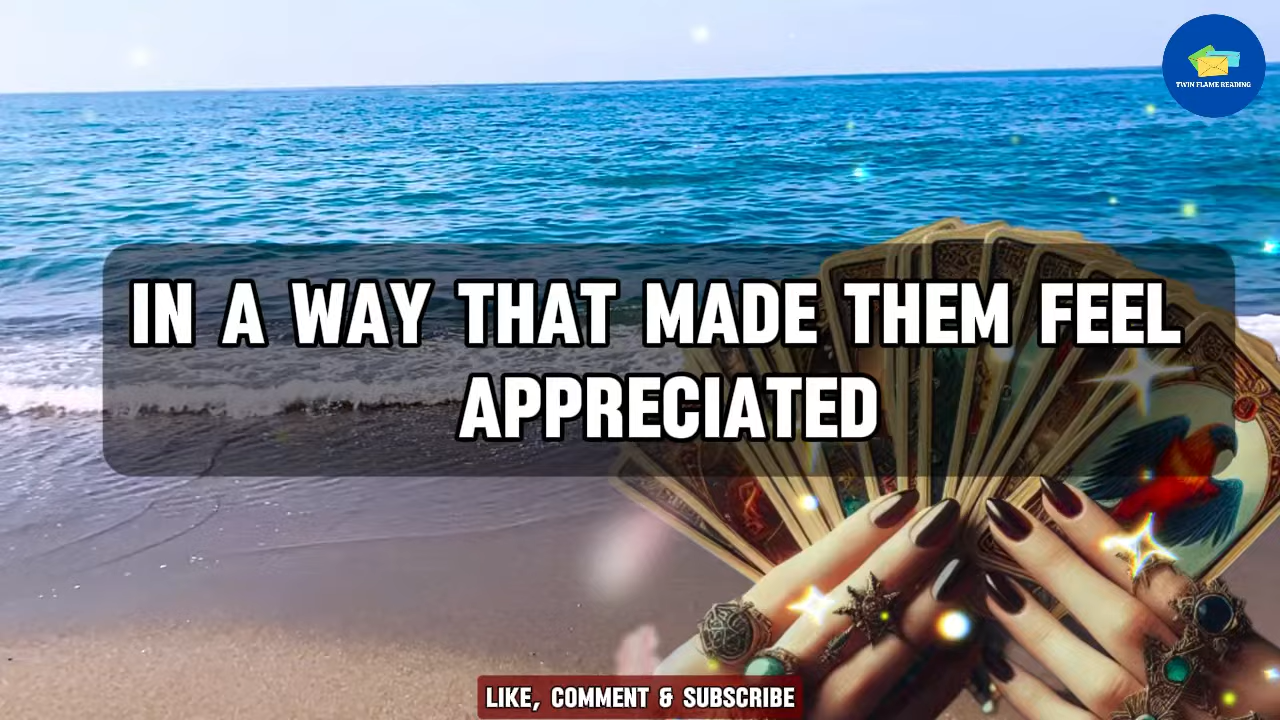 TWIN FLAME READING
IN A WAY THAT MADE THEM FEEL
APPRECIATED
LIKE, COMMENT & SUBSCRIBE